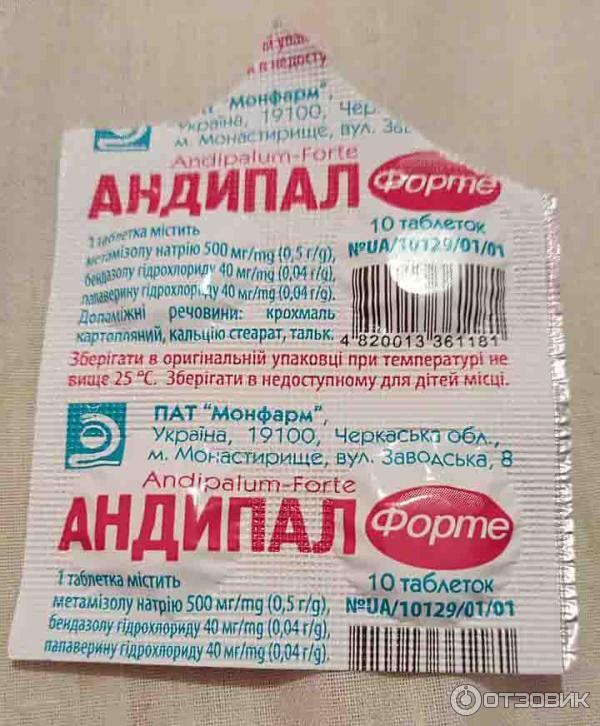 й упа
а в недосту
ПАТ "Монфарм",
Україна, 19100, Черк
м. Монастирище, вул. Зав
Andipalum-Forte
АНДИПАЛ Форте
10 таблеток
№UA/10129/01/01
1 таблетка містить
метамізолу натрію 500 мг/mg (0,5 г/g),
бендазолу гідрохлориду 40 мг/mg (0,04 г/g),
папаверину гідрохлориду 40 мг/mg (0,04 г/g).
Допоміжні речовини: крохмаль
картопляний, кальцію стеарат, тальк.
4 820013 361181
Зберігати в оригінальній упаковці при температурі не
вище 25 °C. Зберігати в недоступному для дітей місці.
ПАТ "Монфарм",
Україна, 19100, Черкаська обл.,
м. Монастирище, вул. Заводська, 8
Andipalum-Forte
АНДИПАЛ Форте
10 таблеток
№UA/10129/01/01
1 таблетка містить
метамізолу натрію 500 мг/mg (0,5 г/g),
бендазолу гідрохлориду 40 мг/mg (0,04 г/g),
папаверину гідрохлориду 40 мг/mg (0,04 г/g).
ОТЗОВИК